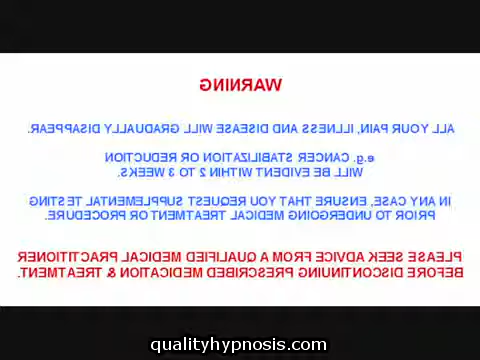 WARNING
ALL YOUR PAIN, ILLNESS AND DISEASE WILL GRADUALLY DISAPPEAR.
e.g. CANCER STABILIZATION OR REDUCTION
WILL BE EVIDENT WITHIN 2 TO 3 WEEKS.
IN ANY CASE, ENSURE THAT YOU REQUEST SUPPLEMENTAL TESTING
PRIOR TO UNDERGOING MEDICAL TREATMENT OR PROCEDURE.
PLEASE SEEK ADVICE FROM A QUALIFIED MEDICAL PRACTITIONER
BEFORE DISCONTINUING PRESCRIBED MEDICATION & TREATMENT.
qualityhypnosis.com